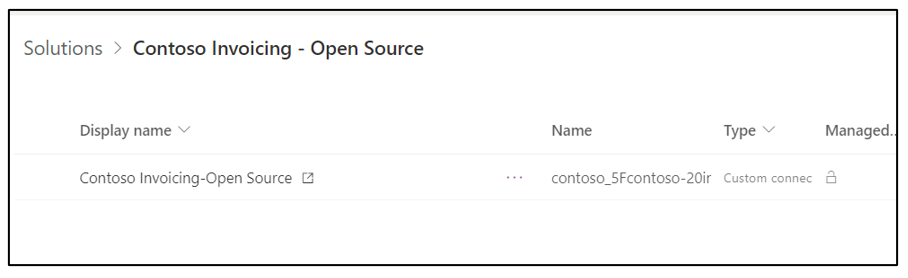 Solutions > Contoso Invoicing - Open Source
Display name Name Type Managed..
Contoso Invoicing-Open Source ··· contoso_5Fcontoso-20ir Custom connec